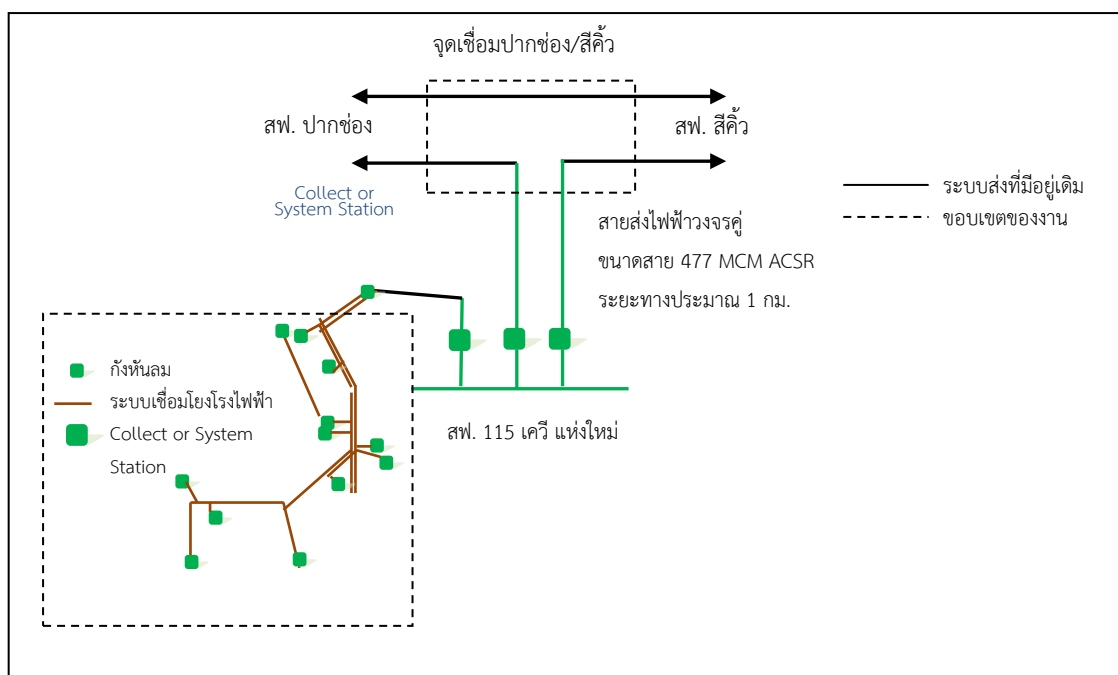 จุดเชื่อมปากช่อง/สีคิ้ว
สฟ. ปากช่อง
สฟ. สีคิ้ว
Collect or
System Station
ระบบส่งที่มีอยู่เดิม
ขอบเขตของงาน
สายส่งไฟฟ้าวงจรคู่
ขนาดสาย 477 MCM ACSR
ระยะทางประมาณ 1 กม.
กังหันลม
ระบบเชื่อมโยงโรงไฟฟ้า
Collect or System
Station
สฟ. 115 เควี แห่งใหม่